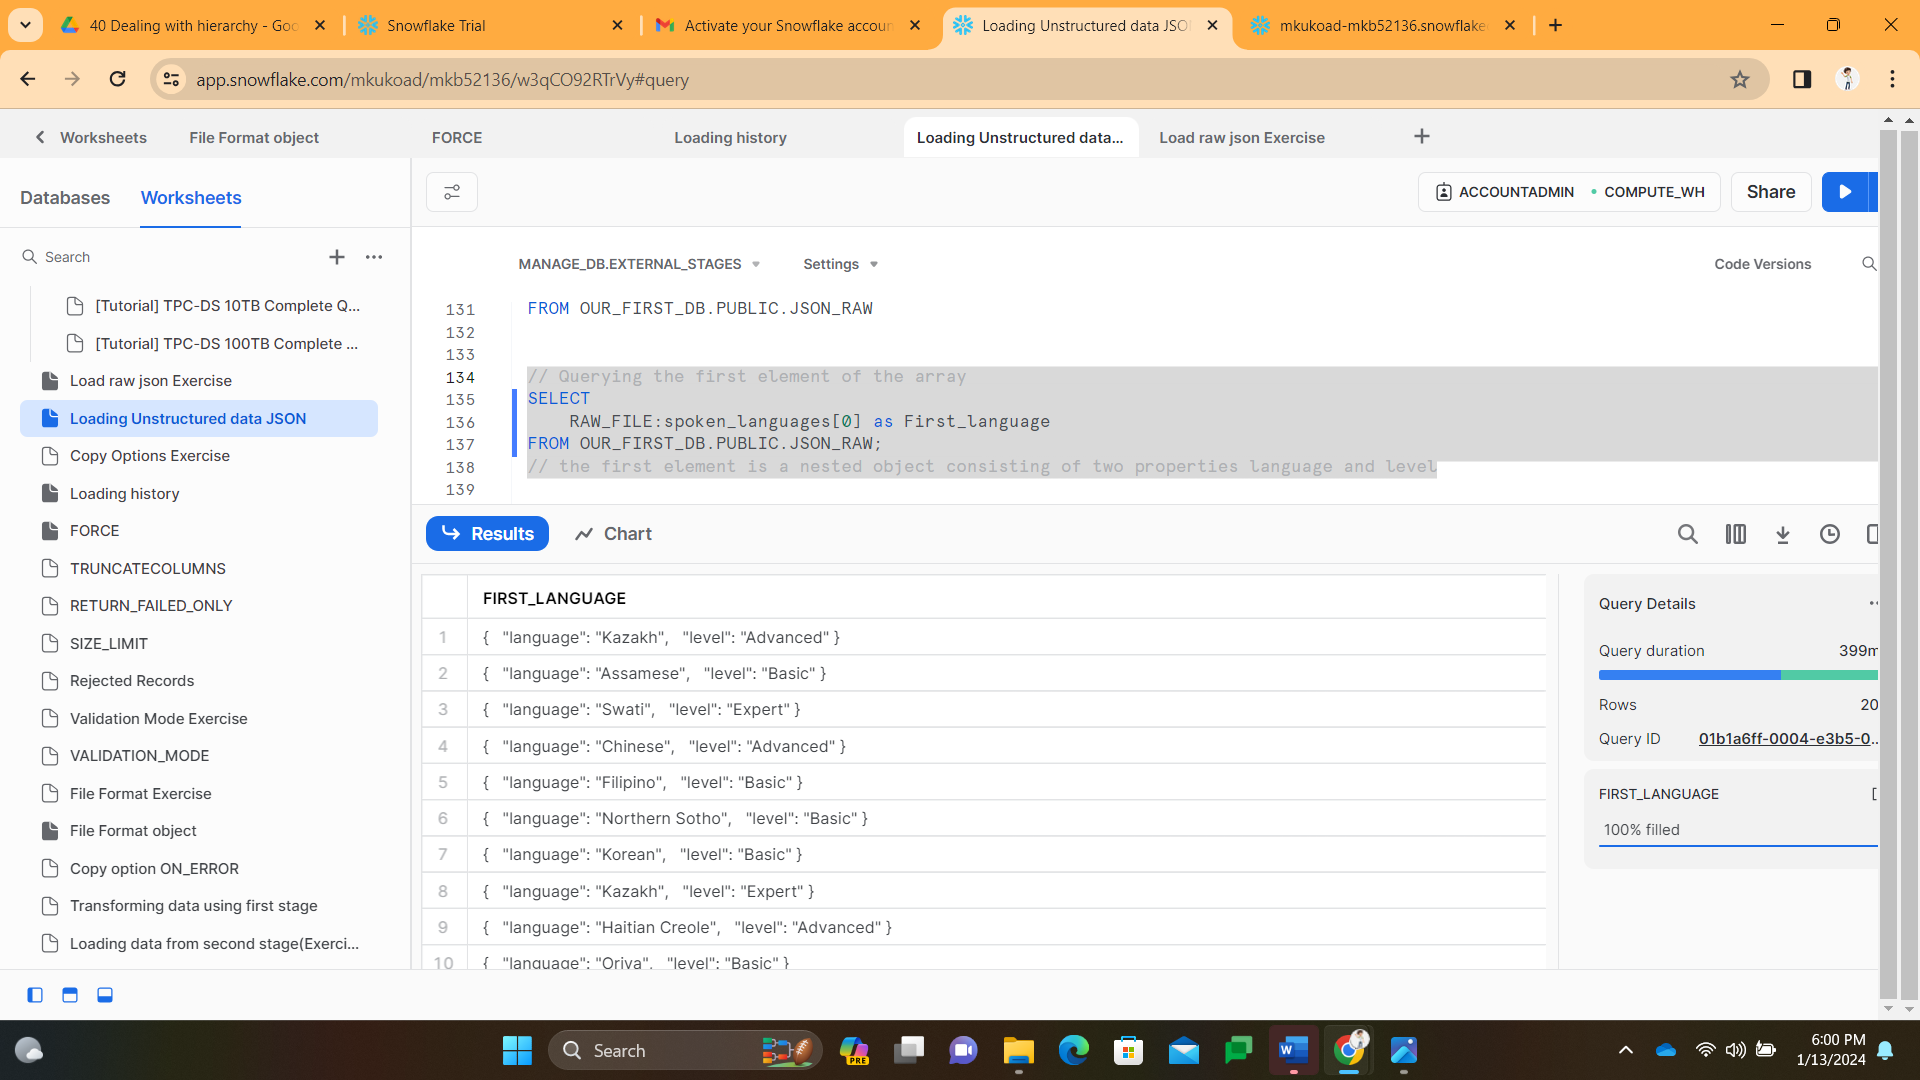 40 Dealing with hierarchy - Goo
Snowflake Trial
Activate your Snowflake accoun
Loading Unstructured data JSO
mkukoad-mkb52136.snowflake
app.snowflake.com/mkukoad/mkb52136/w3qCO92RTrVy#query
Worksheets
File Format object
FORCE
Loading history
Loading Unstructured data...
Load raw json Exercise
Databases
Worksheets
ACCOUNTADMIN
COMPUTE_WH
Share
Search
MANAGE_DB.EXTERNAL_STAGES
Settings
Code Versions
[Tutorial] TPC-DS 10TB Complete Q...
[Tutorial] TPC-DS 100TB Complete ...
Load raw json Exercise
Loading Unstructured data JSON
Copy Options Exercise
Loading history
FORCE
TRUNCATECOLUMNS
RETURN_FAILED_ONLY
SIZE_LIMIT
Rejected Records
Validation Mode Exercise
VALIDATION_MODE
File Format Exercise
File Format object
Copy option ON_ERROR
Transforming data using first stage
Loading data from second stage(Exerci...
131 FROM OUR_FIRST_DB.PUBLIC.JSON_RAW
132
133
134 // Querying the first element of the array
135 SELECT
136 RAW_FILE:spoken_languages[0] as First_language
137 FROM OUR_FIRST_DB.PUBLIC.JSON_RAW;
138 // the first element is a nested object consisting of two properties language and level
139
Results
Chart
FIRST_LANGUAGE
1 { "language": "Kazakh", "level": "Advanced" }
2 { "language": "Assamese", "level": "Basic" }
3 { "language": "Swati", "level": "Expert" }
4 { "language": "Chinese", "level": "Advanced" }
5 { "language": "Filipino", "level": "Basic" }
6 { "language": "Northern Sotho", "level": "Basic" }
7 { "language": "Korean", "level": "Basic" }
8 { "language": "Kazakh", "level": "Expert" }
9 { "language": "Haitian Creole", "level": "Advanced" }
10 { "language": "Oriya", "level": "Basic" }
Query Details
Query duration 399m
Rows 20
Query ID 01b1a6ff-0004-e3b5-0...
FIRST_LANGUAGE
100% filled
Search
PRE
6:00 PM
1/13/2024